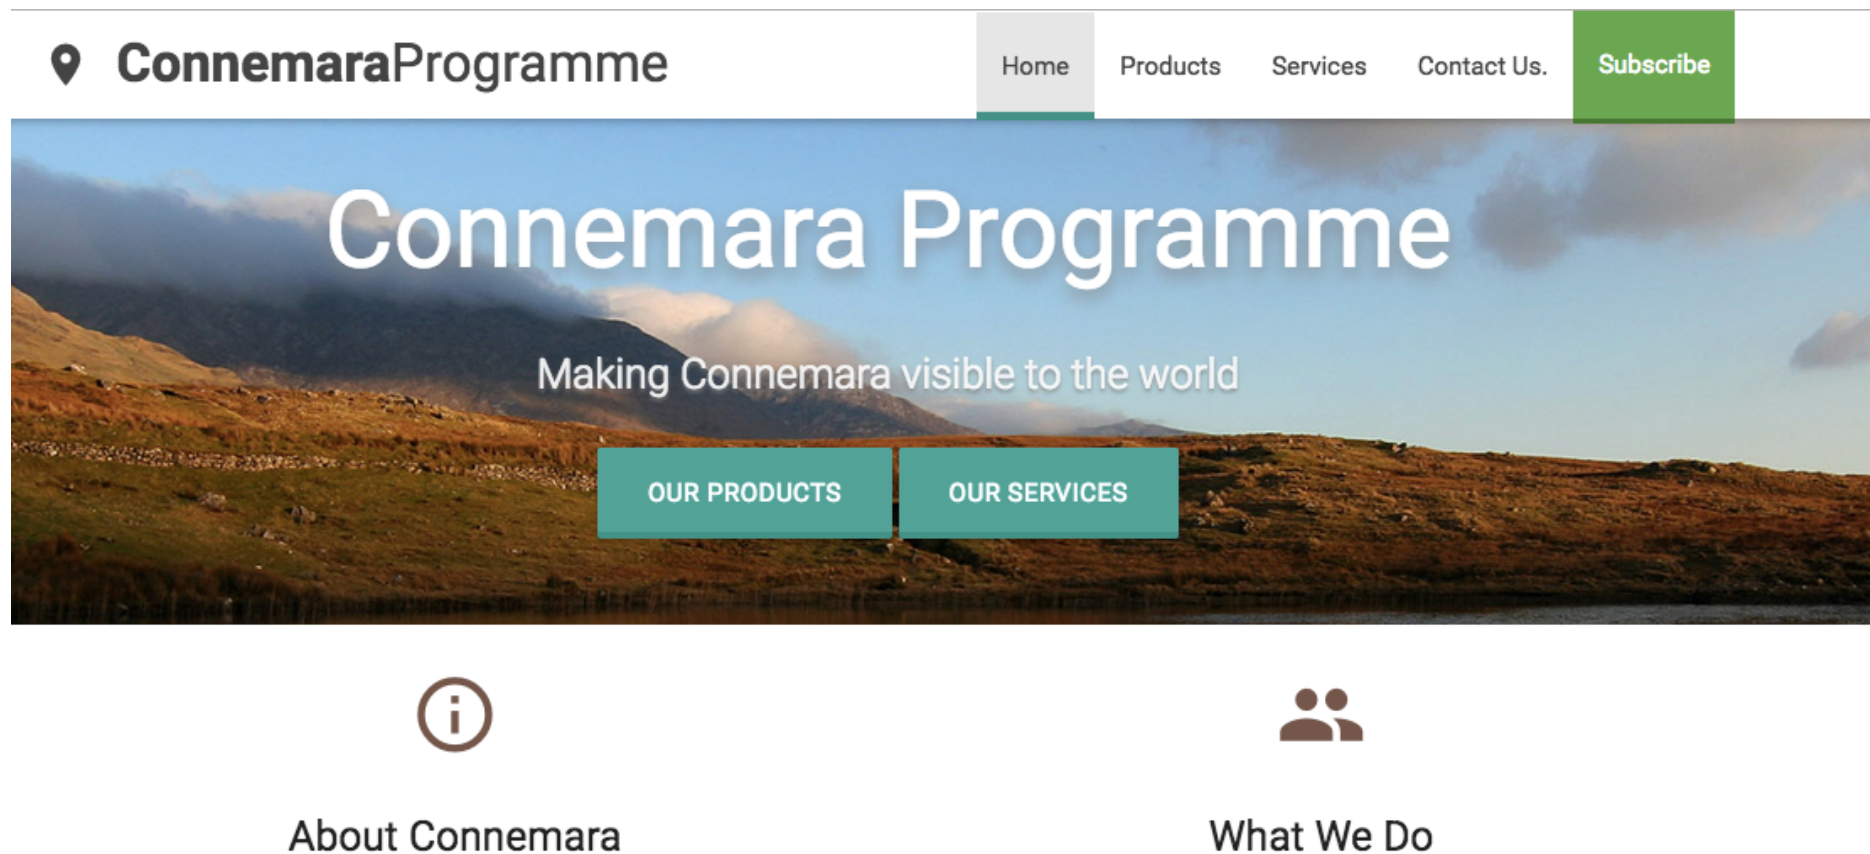 ConnemaraProgramme
Home Products Services Contact Us. Subscribe
Connemara Programme
Making Connemara visible to the world
OUR PRODUCTS OUR SERVICES
About Connemara What We Do